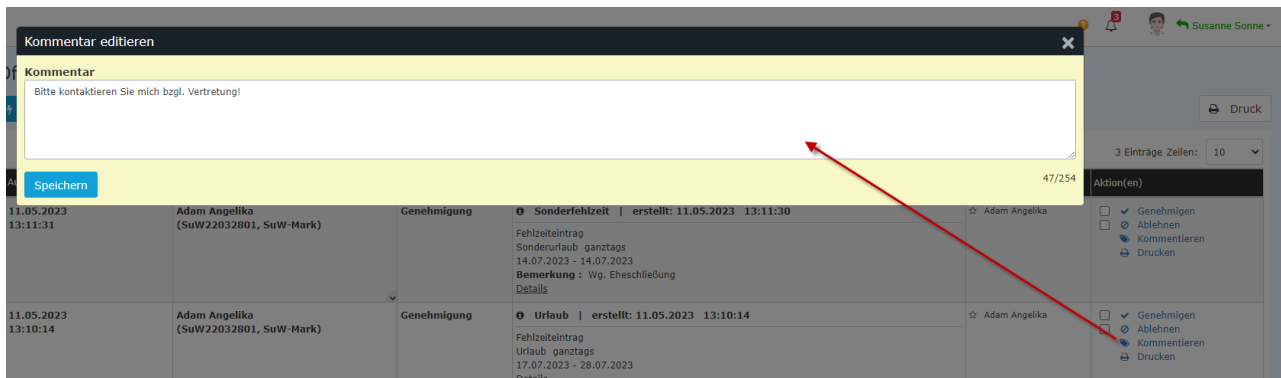 3
Susanne Sonne
Kommentar editieren
Of
Kommentar
Bitte kontaktieren Sie mich bzgl. Vertretung!
Druck
3 Einträge Zeilen: 10
Speichern
47/254
Aktion(en)
11.05.2023
13:11:31
Adam Angelika
(SuW22032801, SuW-Mark)
Genehmigung
Sonderfehlzeit | erstellt: 11.05.2023 13:11:30
Fehlzeiteintrag
Sonderurlaub ganztags
14.07.2023 - 14.07.2023
Bemerkung : Wg. Eheschließung
Details
Adam Angelika
Genehmigen
Ablehnen
Kommentieren
Drucken
11.05.2023
13:10:14
Adam Angelika
(SuW22032801, SuW-Mark)
Genehmigung
Urlaub | erstellt: 11.05.2023 13:10:14
Fehlzeiteintrag
Urlaub ganztags
17.07.2023 - 28.07.2023
Details
Adam Angelika
Genehmigen
Ablehnen
Kommentieren
Drucken